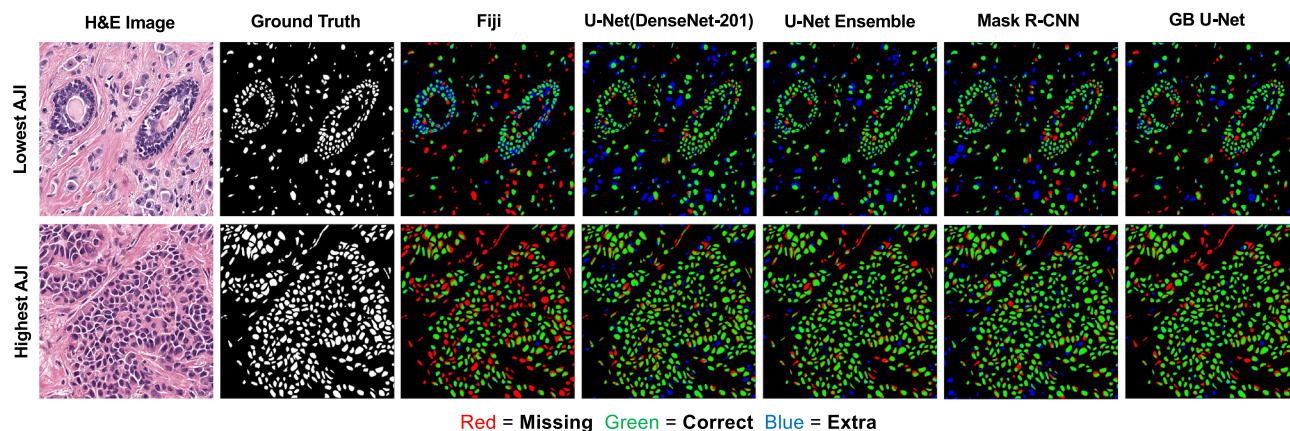 H&E Image Ground Truth Fiji U-Net(DenseNet-201) U-Net Ensemble Mask R-CNN GB U-Net
Lowest AJI
Highest AJI
Red = Missing Green = Correct Blue = Extra